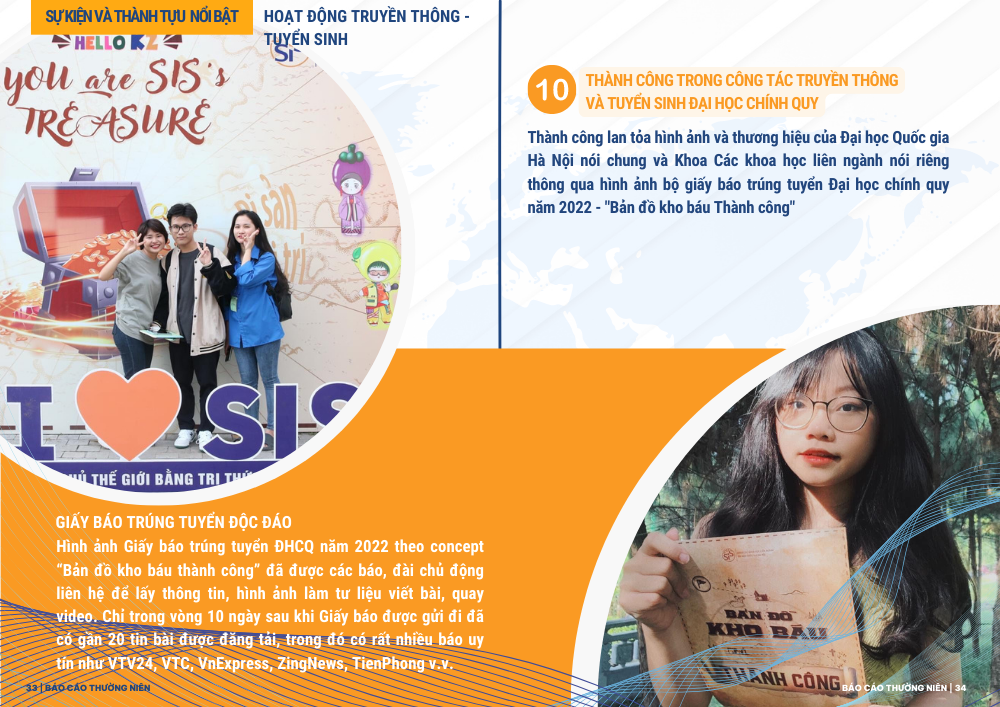 SỰ KIỆN VÀ THÀNH TỰU NỔI BẬT
HOẠT ĐỘNG TRUYỀN THÔNG -
TUYỂN SINH
HELLO K2
you are SIS's
TREASURE
di sản
I SIS
THẾ GIỚI BẰNG TRI THỨ
GIẤY BÁO TRÚNG TUYỂN ĐỘC ĐÁO
Hình ảnh Giấy báo trúng tuyển ĐHCQ năm 2022 theo concept
“Bản đồ kho báu thành công” đã được các báo, đài chủ động
liên hệ để lấy thông tin, hình ảnh làm tư liệu viết bài, quay
video. Chỉ trong vòng 10 ngày sau khi Giấy báo được gửi đi đã
có gần 20 tin bài được đăng tải, trong đó có rất nhiều báo uy
tín như VTV24, VTC, VnExpress, ZingNews, TienPhong v.v.
33 | BÁO CÁO THƯỜNG NIÊN
10
THÀNH CÔNG TRONG CÔNG TÁC TRUYỀN THÔNG
VÀ TUYỂN SINH ĐẠI HỌC CHÍNH QUY
Thành công lan tỏa hình ảnh và thương hiệu của Đại học Quốc gia
Hà Nội nói chung và Khoa Các khoa học liên ngành nói riêng
thông qua hình ảnh bộ giấy báo trúng tuyển Đại học chính quy
năm 2022 - "Bản đồ kho báu Thành công"
BẢN ĐỒ
KHO BÁU
THÀNH CÔNG
BÁO CÁO THƯỜNG NIÊN | 34